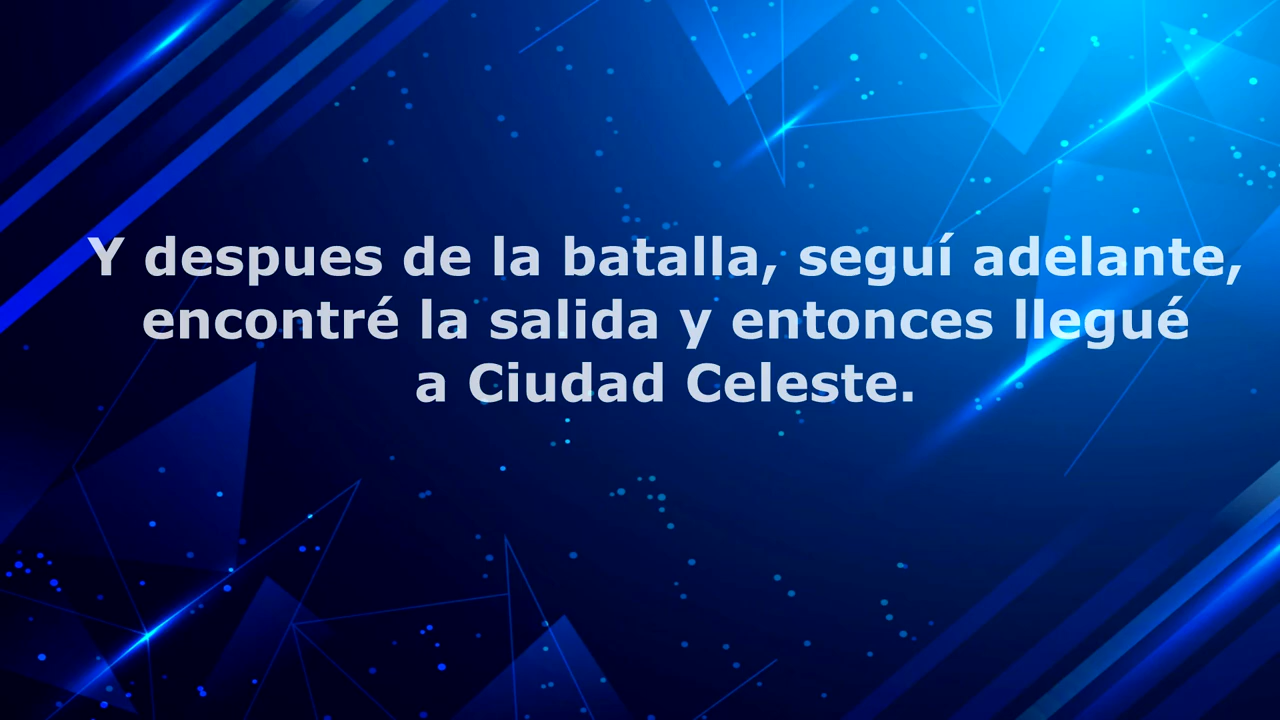 Y despues de la batalla, seguí adelante,
encontré la salida y entonces llegué
a Ciudad Celeste.